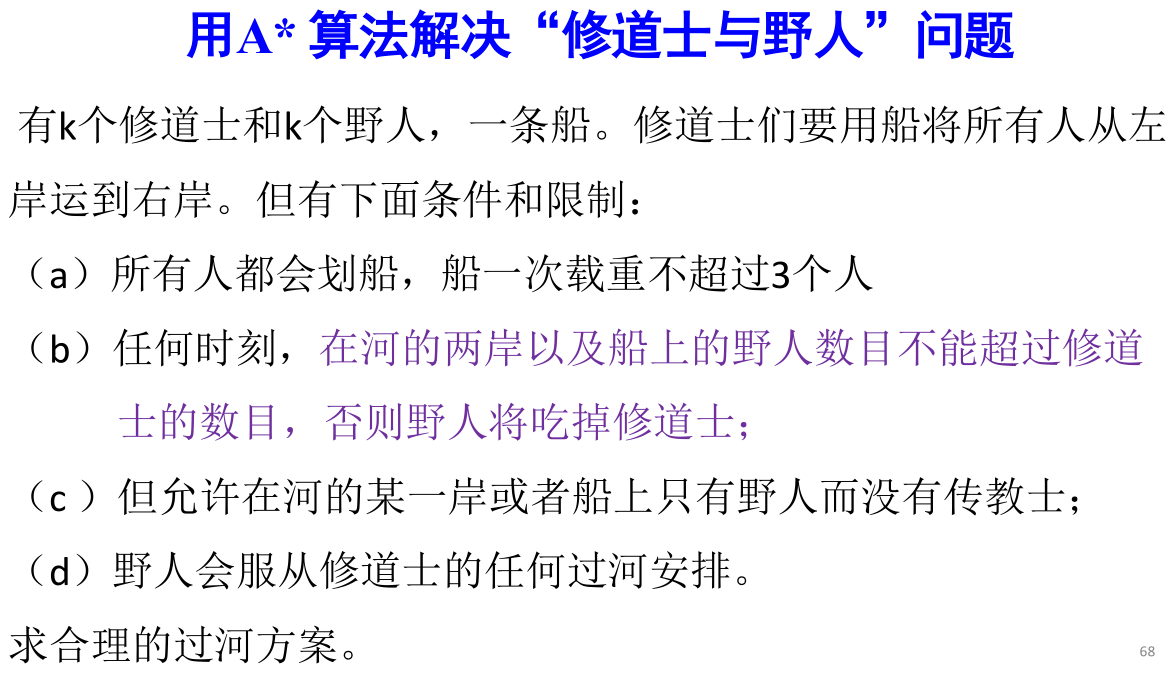 用A* 算法解决“修道士与野人”问题
有k个修道士和k个野人，一条船。修道士们要用船将所有人从左
岸运到右岸。但有下面条件和限制：
（a）所有人都会划船，船一次载重不超过3个人
（b）任何时刻，在河的两岸以及船上的野人数目不能超过修道
士的数目，否则野人将吃掉修道士；
（c ）但允许在河的某一岸或者船上只有野人而没有传教士；
（d）野人会服从修道士的任何过河安排。
求合理的过河方案。
68